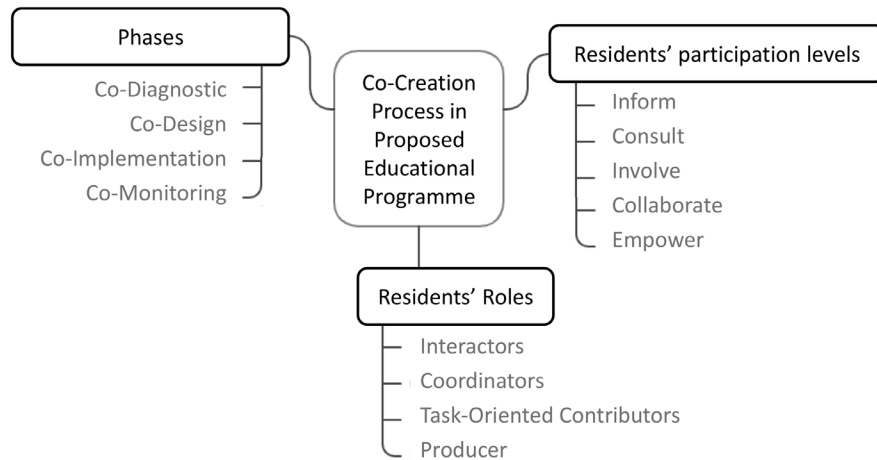 Phases
Co-Diagnostic
Co-Design
Co-Implementation
Co-Monitoring
Co-Creation
Process in
Proposed
Educational
Programme
Residents’ participation levels
Inform
Consult
Involve
Collaborate
Empower
Residents’ Roles
Interactors
Coordinators
Task-Oriented Contributors
Producer